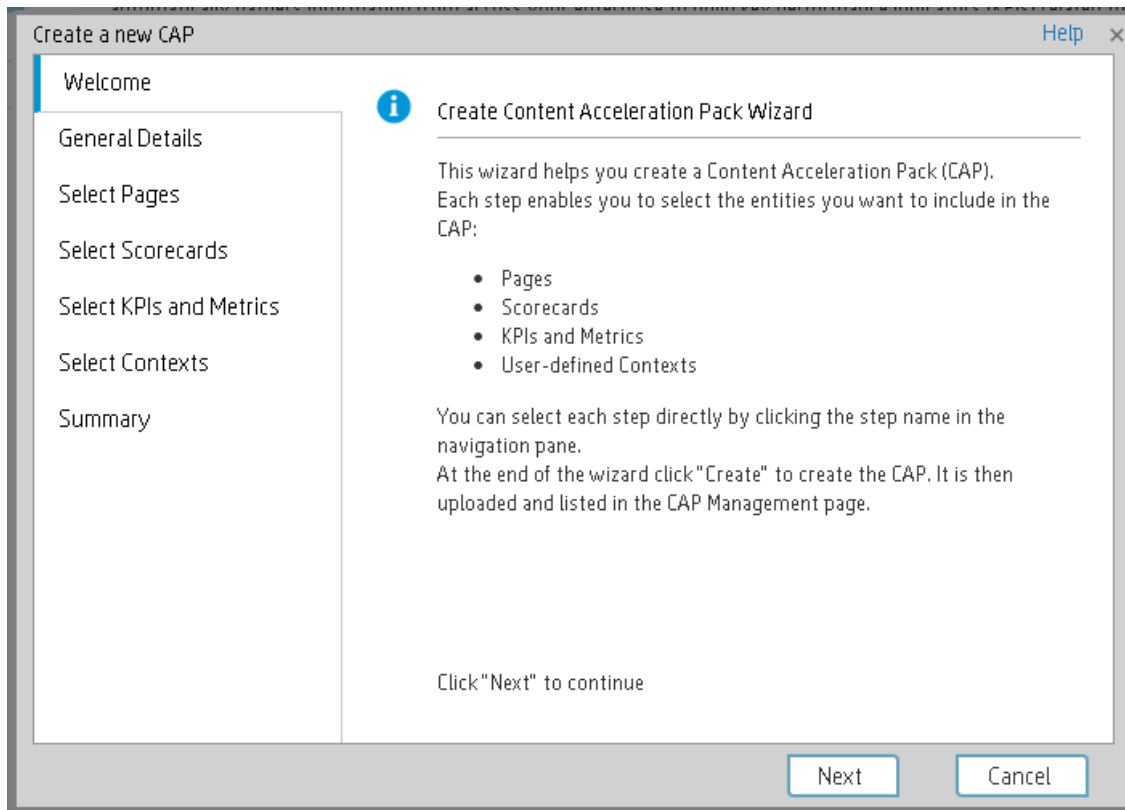 Create a new CAP
Help
Welcome
General Details
Select Pages
Select Scorecards
Select KPIs and Metrics
Select Contexts
Summary
Create Content Acceleration Pack Wizard
This wizard helps you create a Content Acceleration Pack (CAP).
Each step enables you to select the entities you want to include in the
CAP:
• Pages
• Scorecards
• KPIs and Metrics
• User-defined Contexts
You can select each step directly by clicking the step name in the
navigation pane.
At the end of the wizard click "Create" to create the CAP. It is then
uploaded and listed in the CAP Management page.
Click "Next" to continue
Next
Cancel